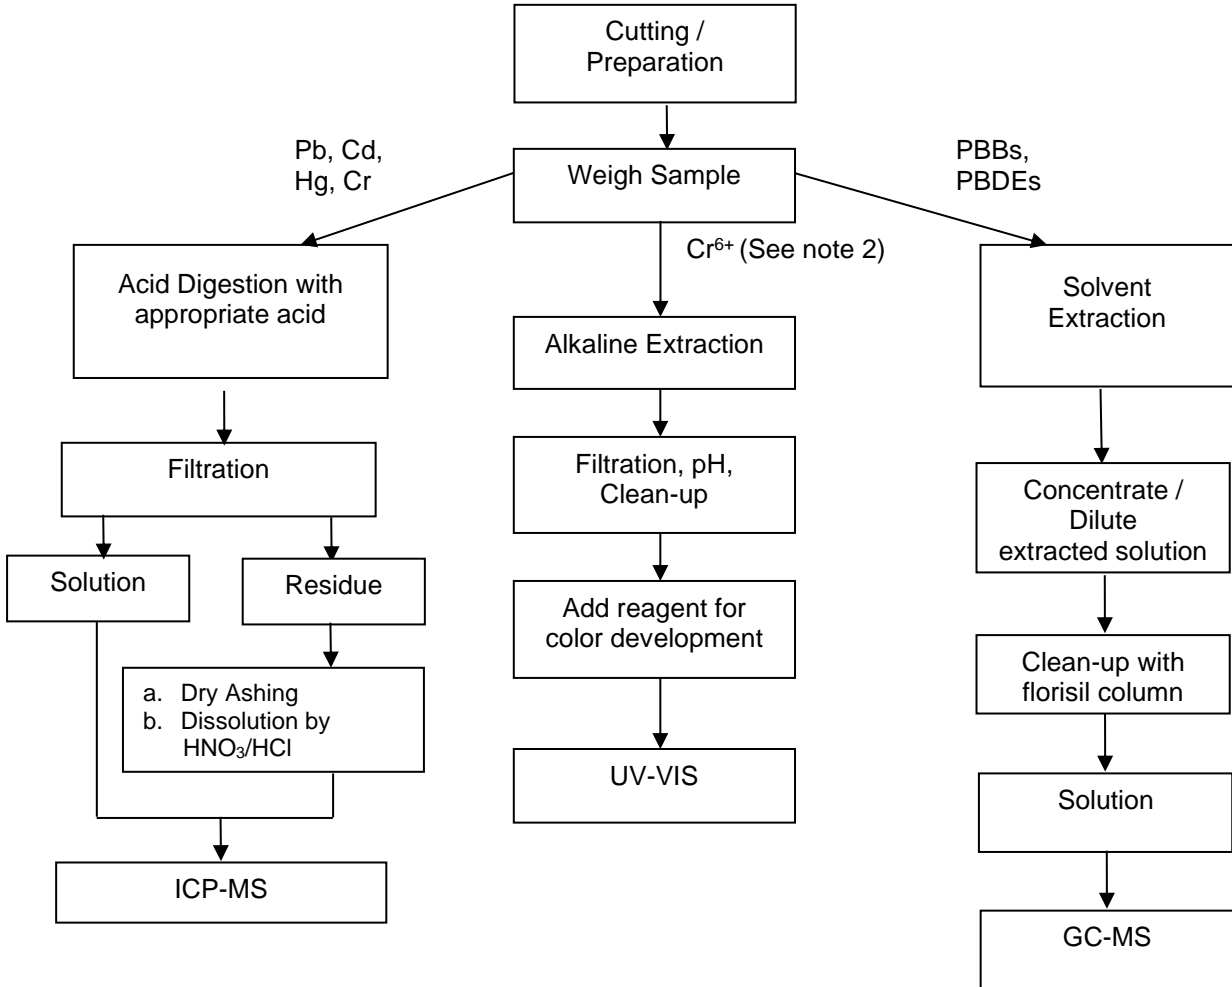 Cutting /
Preparation
Pb, Cd,
Hg, Cr
Weigh Sample
PBBs,
PBDEs
Cr⁶⁺ (See note 2)
Acid Digestion with
appropriate acid
Filtration
Solution
Residue
a. Dry Ashing
b. Dissolution by
HNO₃/HCl
ICP-MS
Alkaline Extraction
Filtration, pH,
Clean-up
Add reagent for
color development
UV-VIS
Solvent
Extraction
Concentrate /
Dilute
extracted solution
Clean-up with
florisil column
Solution
GC-MS